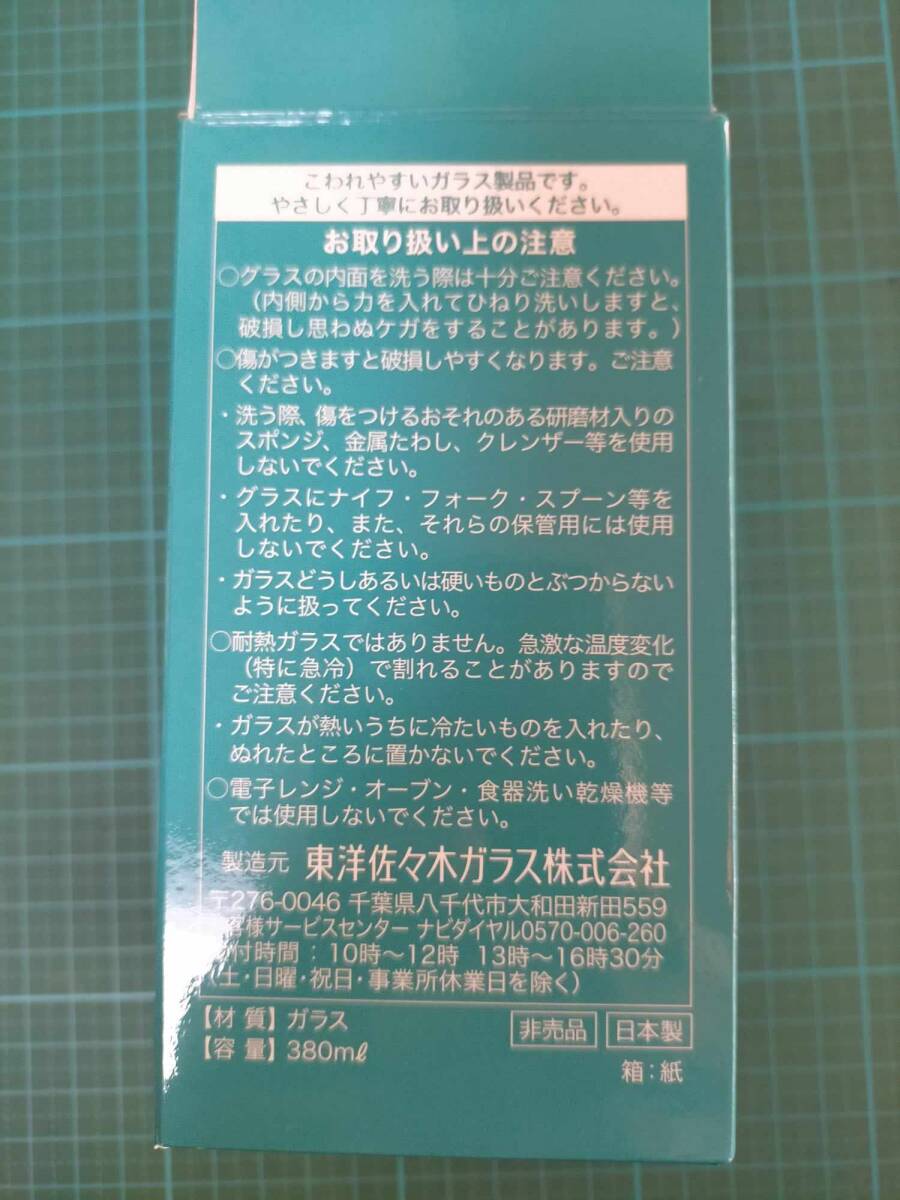 こわれやすいガラス製品です。
やさしく丁寧にお取り扱いください。
お取り扱い上の注意
○グラスの内面を洗う際は十分ご注意ください。
（内側から力を入れてひねり洗いしますと、
破損し思わぬケガをすることがあります。）
○傷がつきますと破損しやすくなります。ご注意
ください。
・洗う際、傷をつけるおそれのある研磨材入りの
スポンジ、金属たわし、クレンザー等を使用
しないでください。
・グラスにナイフ・フォーク・スプーン等を
入れたり、また、それらの保管用には使用
しないでください。
・ガラスどうしあるいは硬いものとぶつからない
ように扱ってください。
○耐熱ガラスではありません。急激な温度変化
（特に急冷）で割れることがありますので
ご注意ください。
・ガラスが熱いうちに冷たいものを入れたり、
ぬれたところに置かないでください。
○電子レンジ・オーブン・食器洗い乾燥機等
では使用しないでください。
製造元 東洋佐々木ガラス株式会社
〒276-0046 千葉県八千代市大和田新田559
客様サービスセンター ナビダイヤル0570-006-260
付時間：10時～12時 13時～16時30分
（土・日曜・祝日・事業所休業日を除く）
【材 質】ガラス 非売品 日本製
【容 量】380mℓ
箱：紙